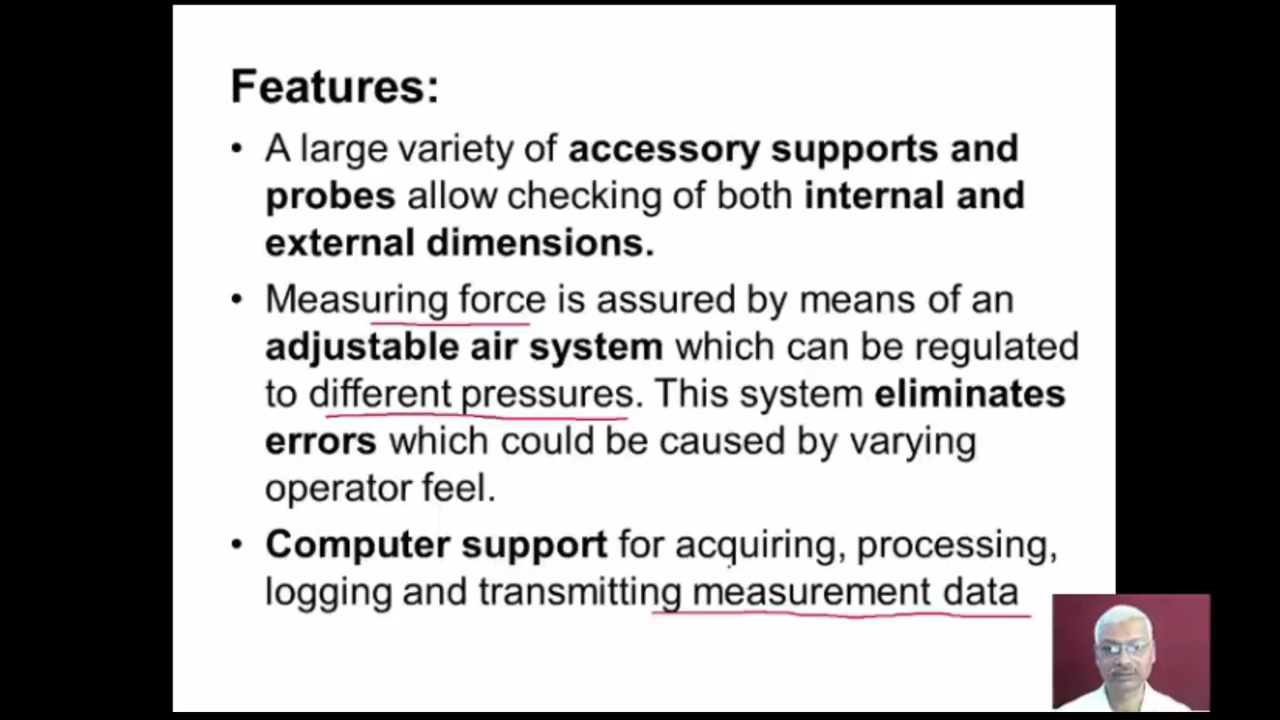 Features:
• A large variety of accessory supports and
probes allow checking of both internal and
external dimensions.
• Measuring force is assured by means of an
adjustable air system which can be regulated
to different pressures. This system eliminates
errors which could be caused by varying
operator feel.
• Computer support for acquiring, processing,
logging and transmitting measurement data